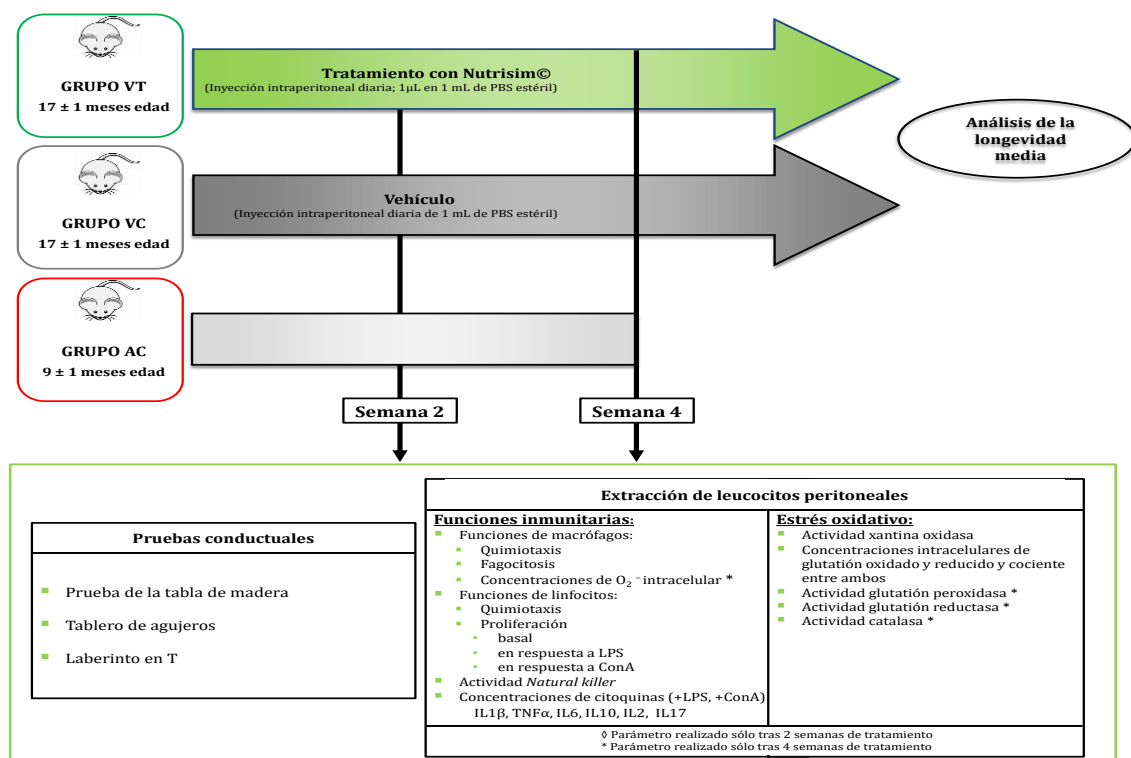 GRUPO VT
17 ± 1 meses edad
Tratamiento con Nutrisim©
(Inyección intraperitoneal diaria; 1µL en 1 mL de PBS estéril)
Análisis de la
longevidad
media
GRUPO VC
17 ± 1 meses edad
Vehículo
(Inyección intraperitoneal diaria de 1 mL de PBS estéril)
GRUPO AC
9 ± 1 meses edad
Semana 2
Semana 4
Pruebas conductuales
Prueba de la tabla de madera
Tablero de agujeros
Laberinto en T
Extracción de leucocitos peritoneales
Funciones inmunitarias:
Funciones de macrófagos:
Quimiotaxis
Fagocitosis
Concentraciones de O₂⁻ intracelular *
Funciones de linfocitos:
Quimiotaxis
Proliferación
basal
en respuesta a LPS
en respuesta a ConA
Actividad Natural killer
Concentraciones de citoquinas (+LPS, +ConA)
IL1β, TNFα, IL6, IL10, IL2, IL17
Estrés oxidativo:
Actividad xantina oxidasa
Concentraciones intracelulares de
glutatión oxidado y reducido y cociente
entre ambos
Actividad glutatión peroxidasa *
Actividad glutatión reductasa *
Actividad catalasa *
◊ Parámetro realizado sólo tras 2 semanas de tratamiento
* Parámetro realizado sólo tras 4 semanas de tratamiento